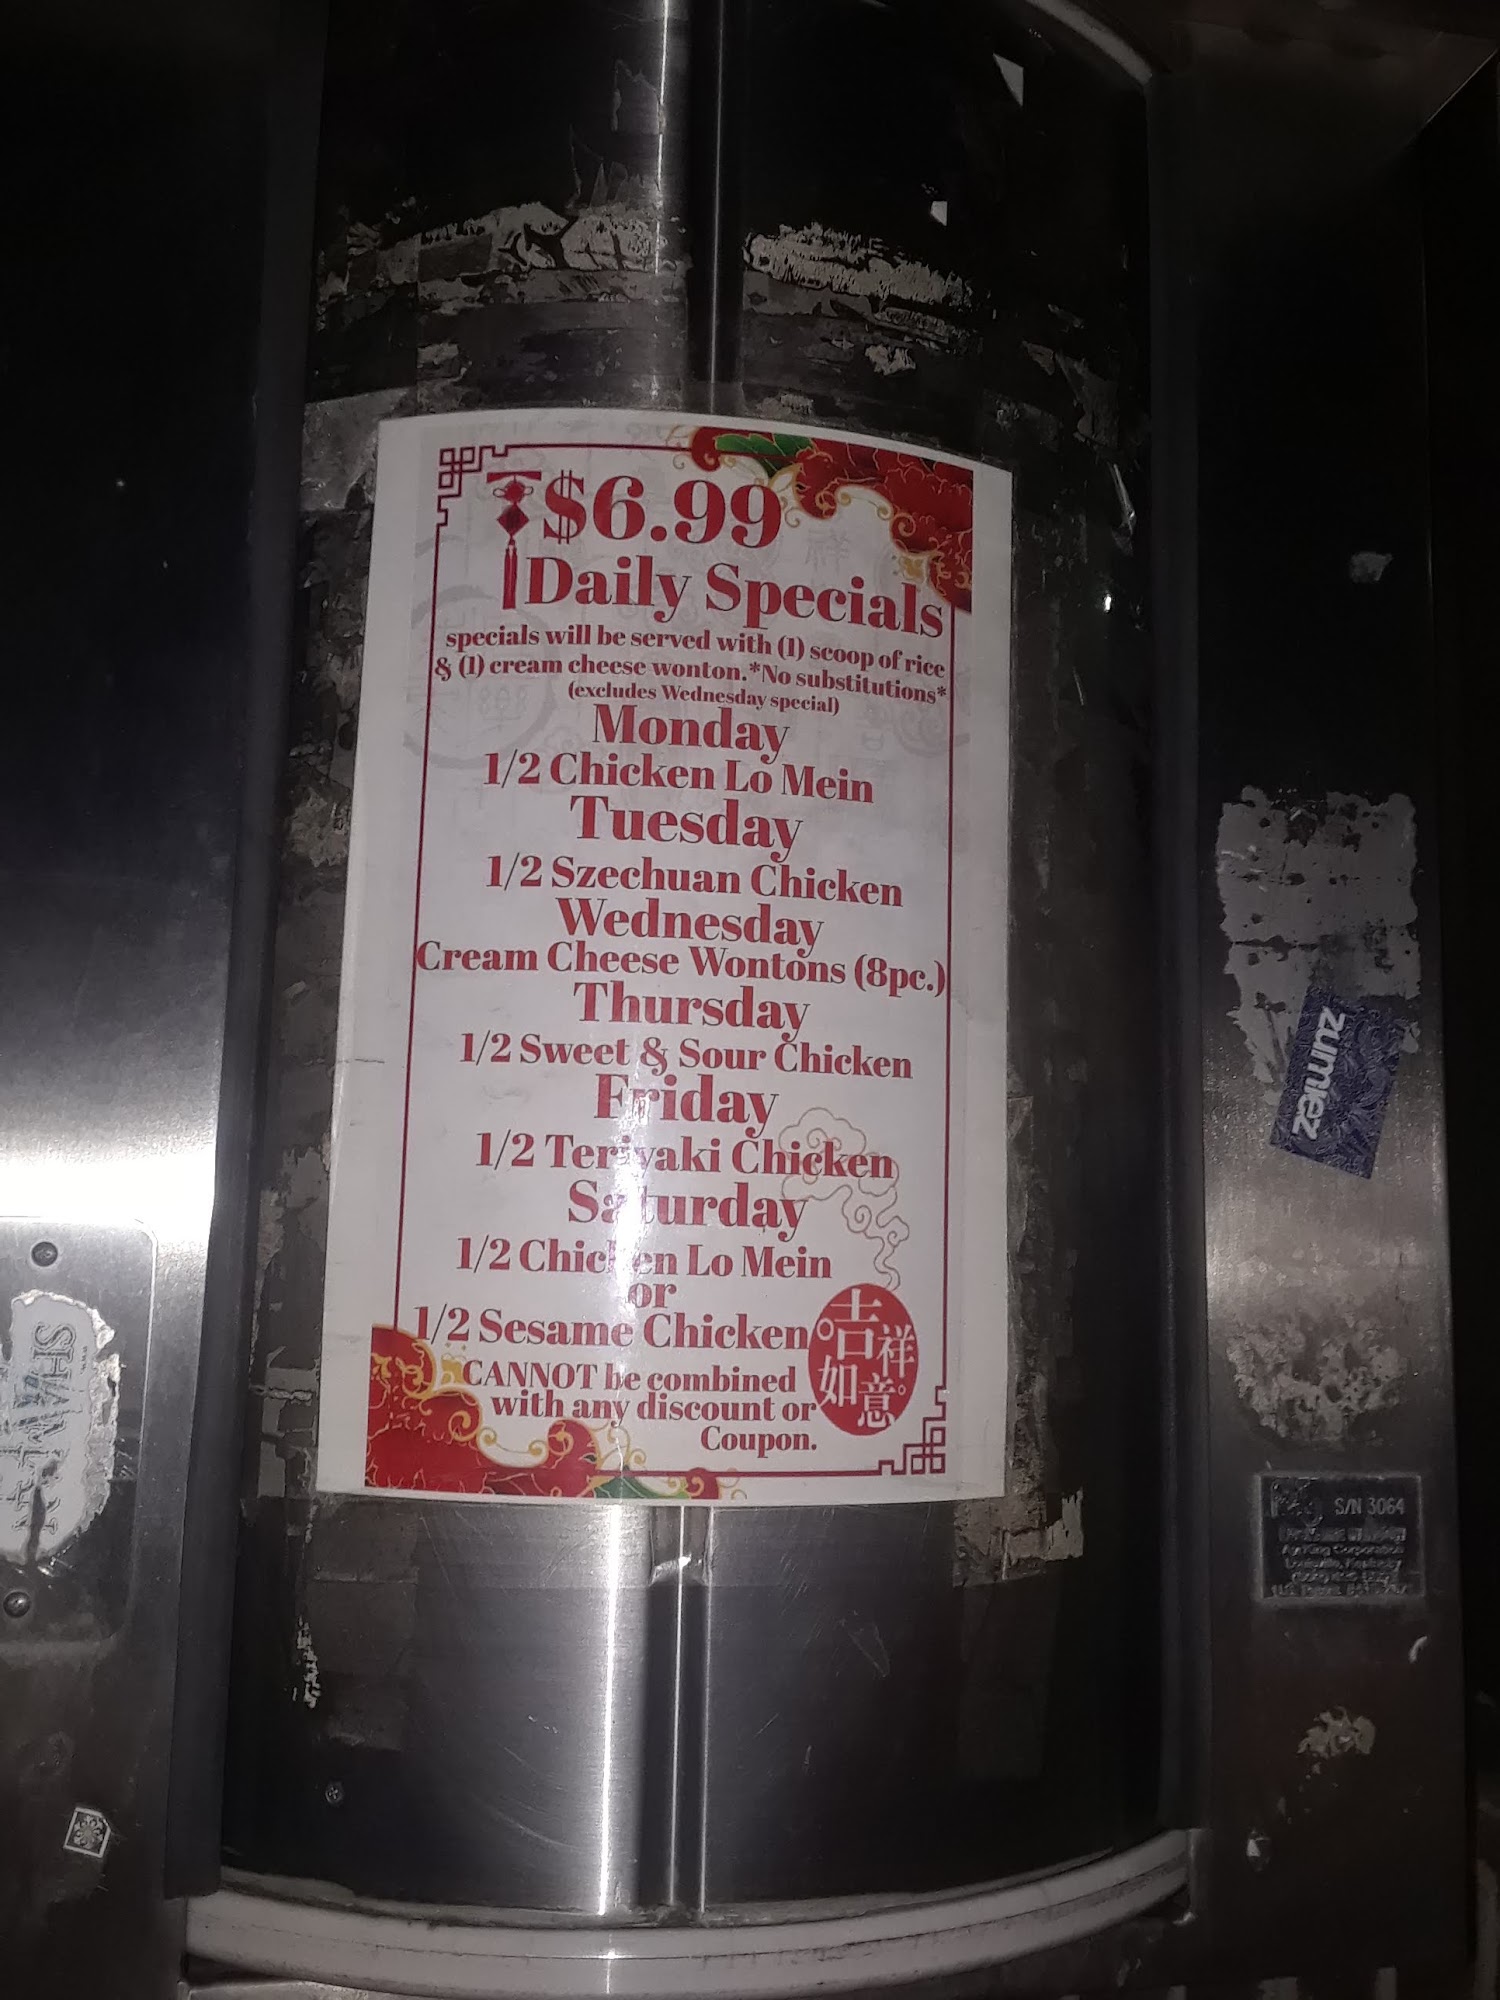 $6.99
Daily Specials
specials will be served with (1) scoop of rice
& (1) cream cheese wonton.*No substitutions*
(excludes Wednesday special)
Monday
1/2 Chicken Lo Mein
Tuesday
1/2 Szechuan Chicken
Wednesday
Cream Cheese Wontons (8pc.)
Thursday
1/2 Sweet & Sour Chicken
Friday
1/2 Teriyaki Chicken
Saturday
1/2 Chicken Lo Mein
or
1/2 Sesame Chicken
CANNOT be combined
with any discount or
Coupon.
吉祥
如意
zumiez
S/N 3064
Corporation
Louisville, Kentucky